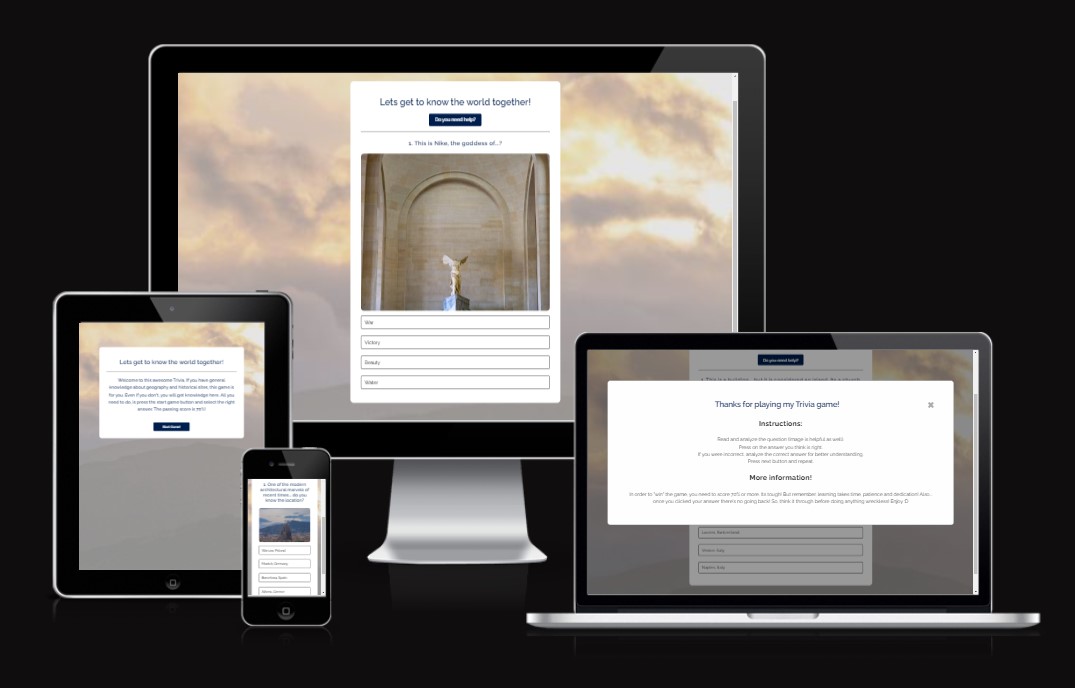 Lets get to know the world together!
Do you need help?
1. This is Nike, the goddess of...?
War
Victory
Beauty
Water
Lets get to know the world together!
Welcome to this awesome Trivia. If you have general
knowledge about geography and historical sites, this game is
for you. Even if you don't, you will get knowledge here. All you
need to do, is press the start game button and select the right
answer. The passing score is 70%!
Start Game!
One of the modern
architectural marvels of
recent times... do you
know the location?
Warsaw, Poland
Munich, Germany
Barcelona, Spain
Do you need help?
Thanks for playing my Trivia game!
×
Instructions:
Read and analyze the question (image is helpful as well).
Press on the answer you think is right.
If you were incorrect, analyze the correct answer for better understanding.
Press next button and repeat.
More information!
In order to "win" the game, you need to score 70% or more. Its tough! But remember, learning takes time, patience and dedication! Also...
once you clicked your answer there's no going back! So, think it through before doing anything wreckless! Enjoy :D
Venice, Italy
Naples, Italy